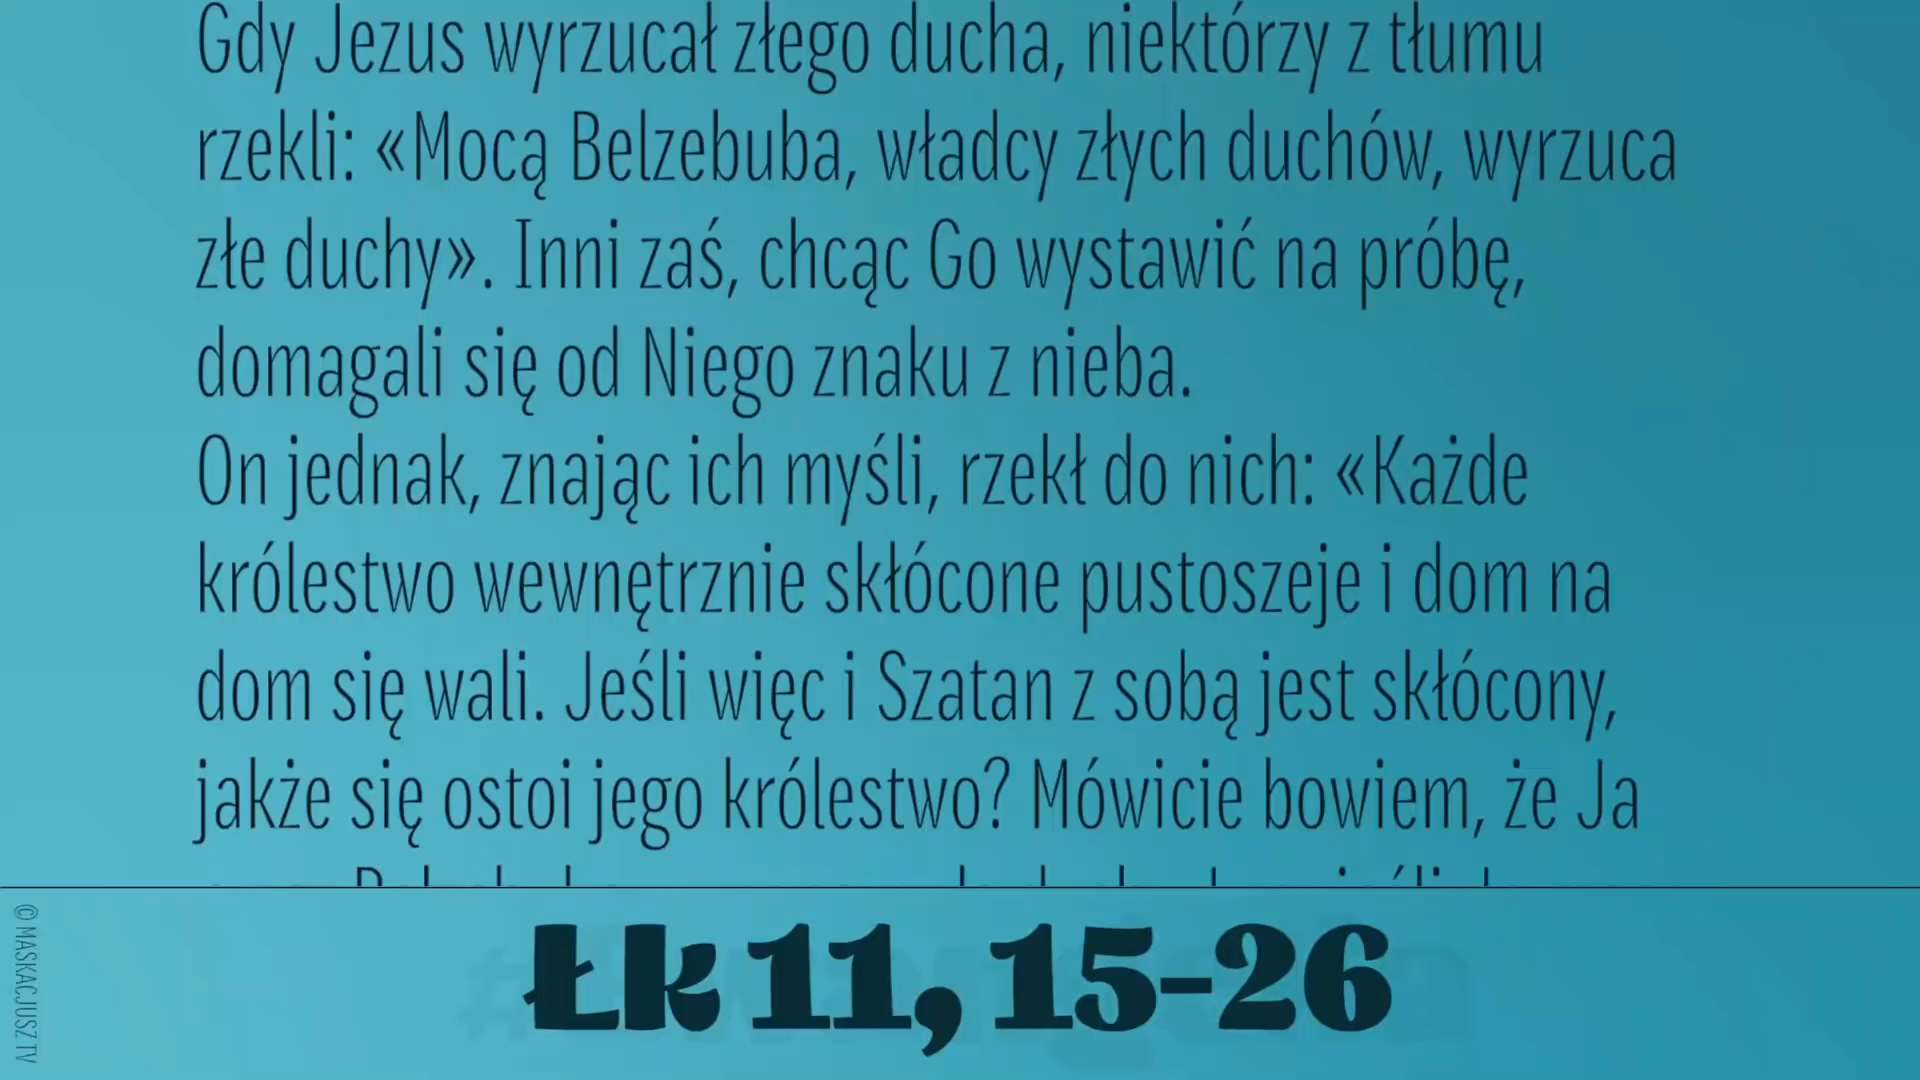 Gdy Jezus wyrzucał złego ducha, niektórzy z tłumu
rzekli: «Mocą Belzebuba, władcy złych duchów, wyrzuca
złe duchy». Inni zaś, chcąc Go wystawić na próbę,
domagali się od Niego znaku z nieba.
On jednak, znając ich myśli, rzekł do nich: «Każde
królestwo wewnętrznie skłócone pustoszeje i dom na
dom się wali. Jeśli więc i Szatan z sobą jest skłócony,
jakże się ostoi jego królestwo? Mówicie bowiem, że Ja
Łk 11, 15-26
© MASKACJUSZ TV